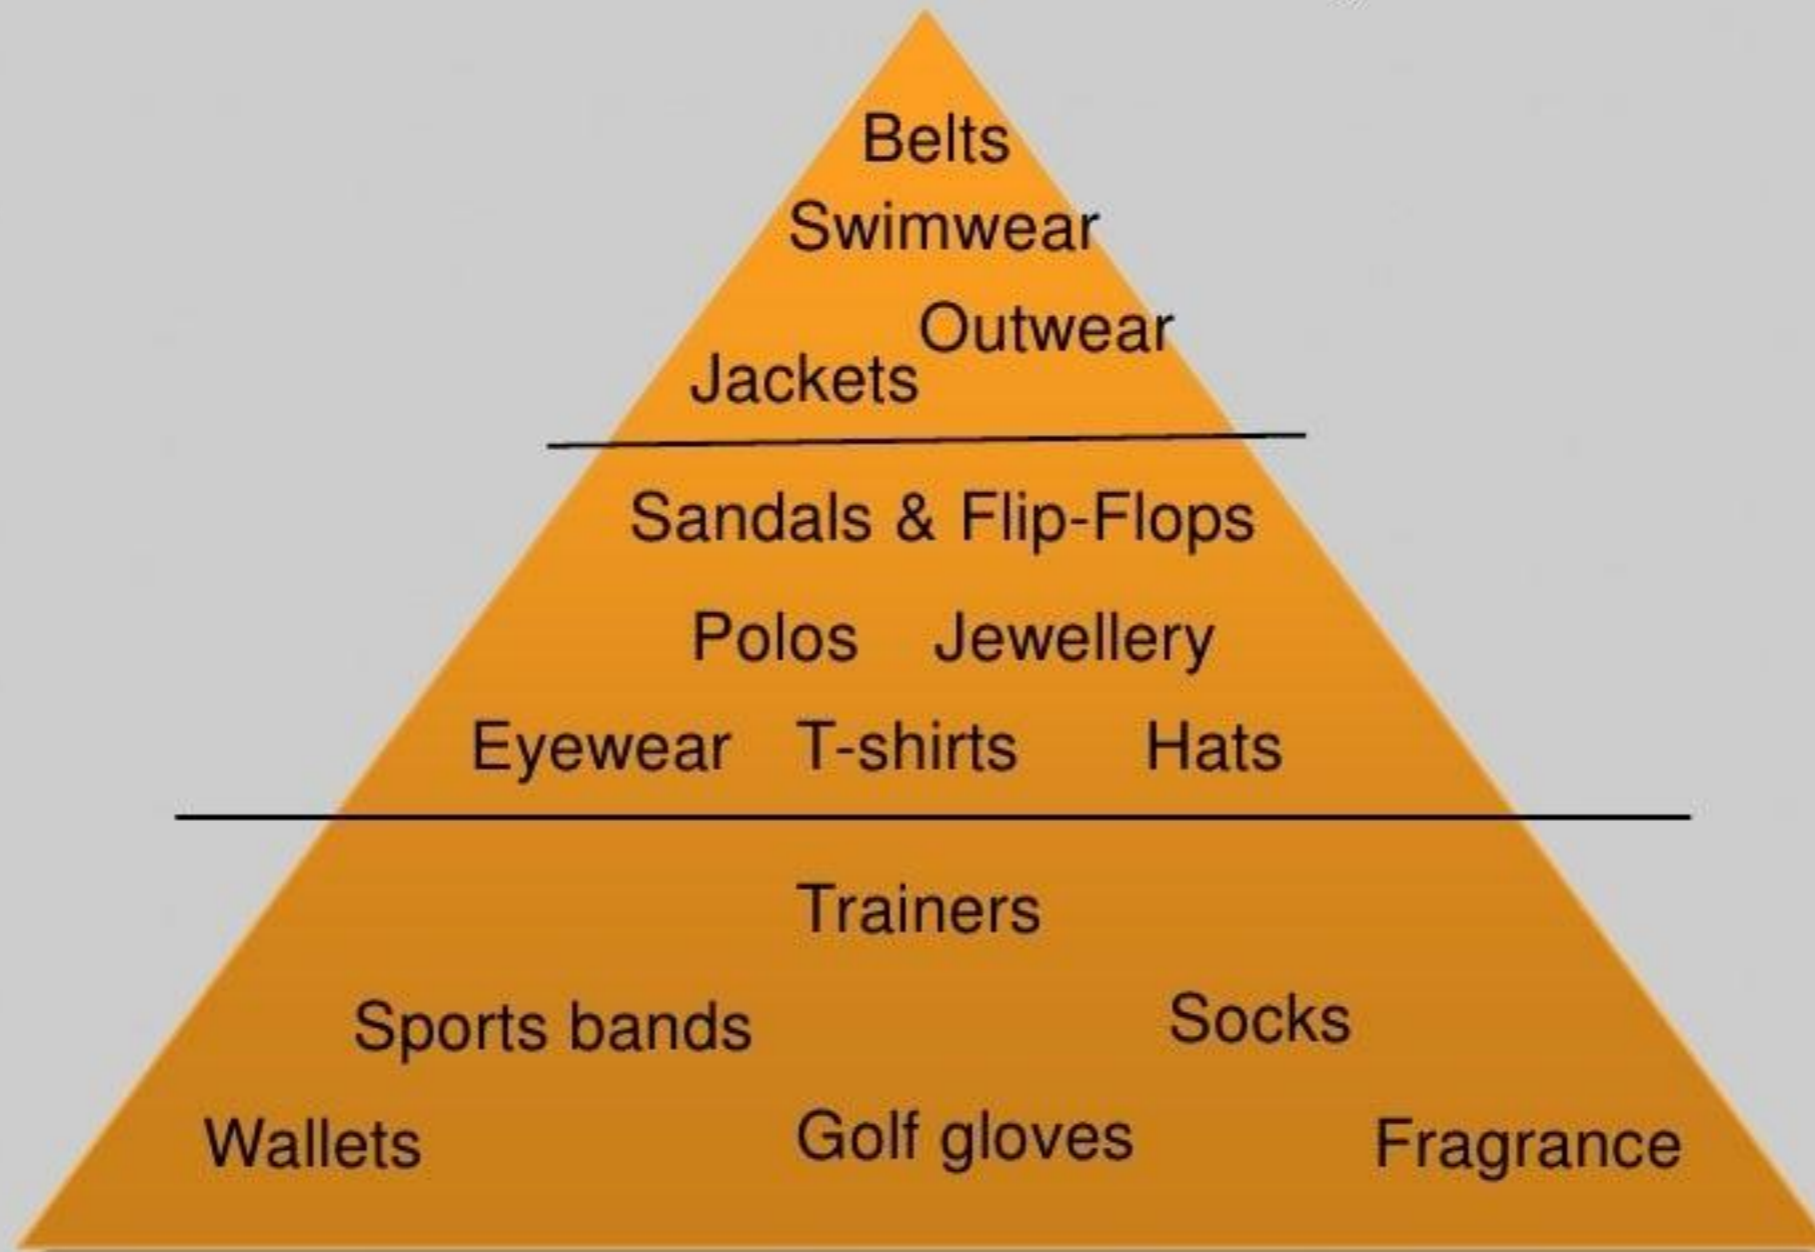 Belts
Swimwear
Outwear
Jackets
Sandals & Flip-Flops
Polos Jewellery
Eyewear T-shirts Hats
Trainers
Sports bands Socks
Wallets Golf gloves Fragrance